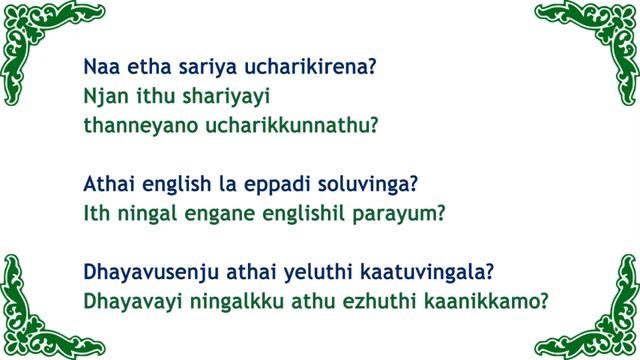 Naa etha sariya ucharikirena?
Njan ithu shariyayi
thanneyano ucharikkunnathu?
Athai english la eppadi soluvinga?
Ith ningal engane englishil parayum?
Dhayavusenju athai yeluthi kaatuvingala?
Dhayavayi ningalkku athu ezhuthi kaanikkamo?